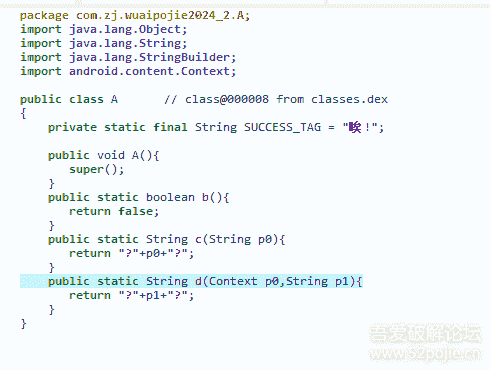 package com.zj.wuaipojie2024_2.A;
import java.lang.Object;
import java.lang.String;
import java.lang.StringBuilder;
import android.content.Context;
public class A // class@000008 from classes.dex
{
private static final String SUCCESS_TAG = "唉!";
public void A(){
super();
}
public static boolean b(){
return false;
}
public static String c(String p0){
return "?"+p0+"?";
}
public static String d(Context p0,String p1){
return "?"+p1+"?";
}
}
吾爱破解论坛
www.52pojie.cn